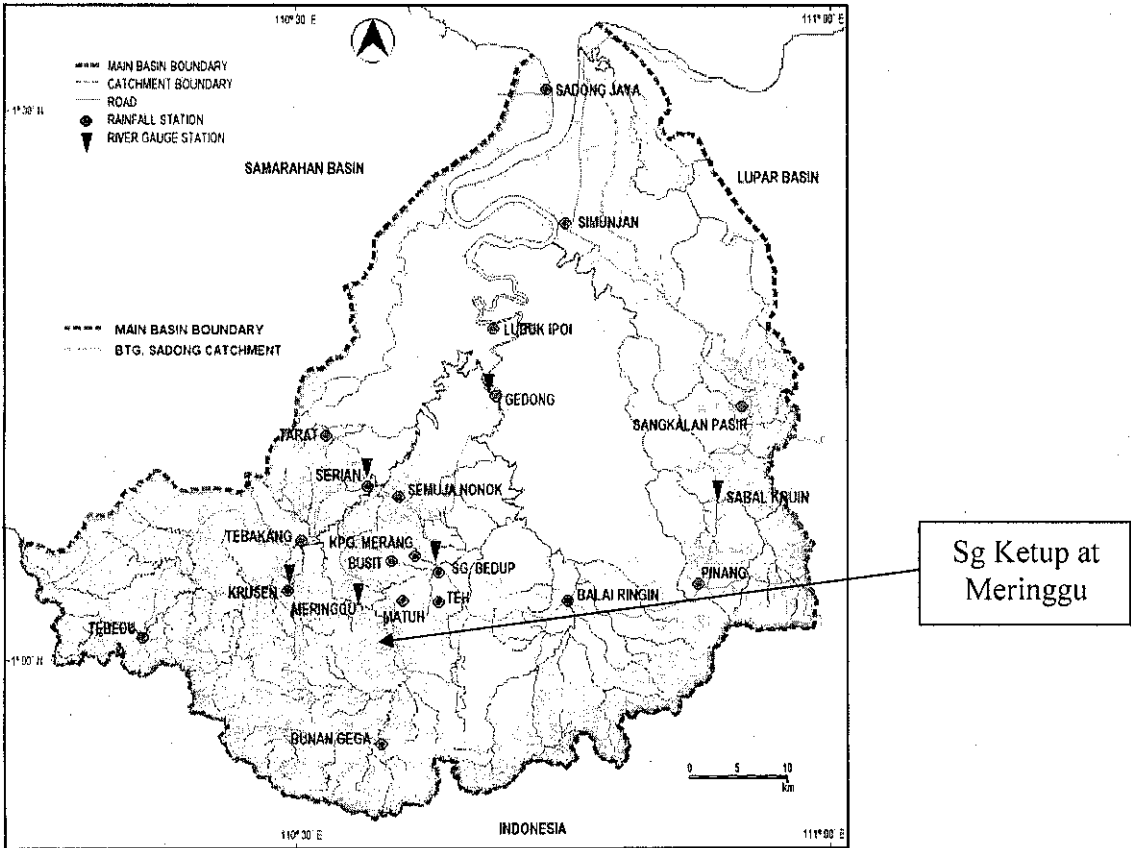 110° 30' E
111° 00' E
MAIN BASIN BOUNDARY
CATCHMENT BOUNDARY
ROAD
RAINFALL STATION
RIVER GAUGE STATION
SADONG JAYA
SAMARAHAN BASIN
LUPAR BASIN
SIMUNJAN
MAIN BASIN BOUNDARY
BTG. SADONG CATCHMENT
LUBUK IPOI
GEDONG
SANGKALAN PASIR
TARAT
SERIAN
SEMUJA NONOK
SABAL KRUIN
TEBAKANG
KPG. MERANG
BUSIT
SG. BEDUP
PINANG
KRUSEN
MERINGGU
MATUH
TEH
BALAI RINGIN
Sg Ketup at
Meringgu
TEBEDU
1° 00' N
BUNAN GEGA
0 5 10
km
110° 30' E
INDONESIA
111° 00' E